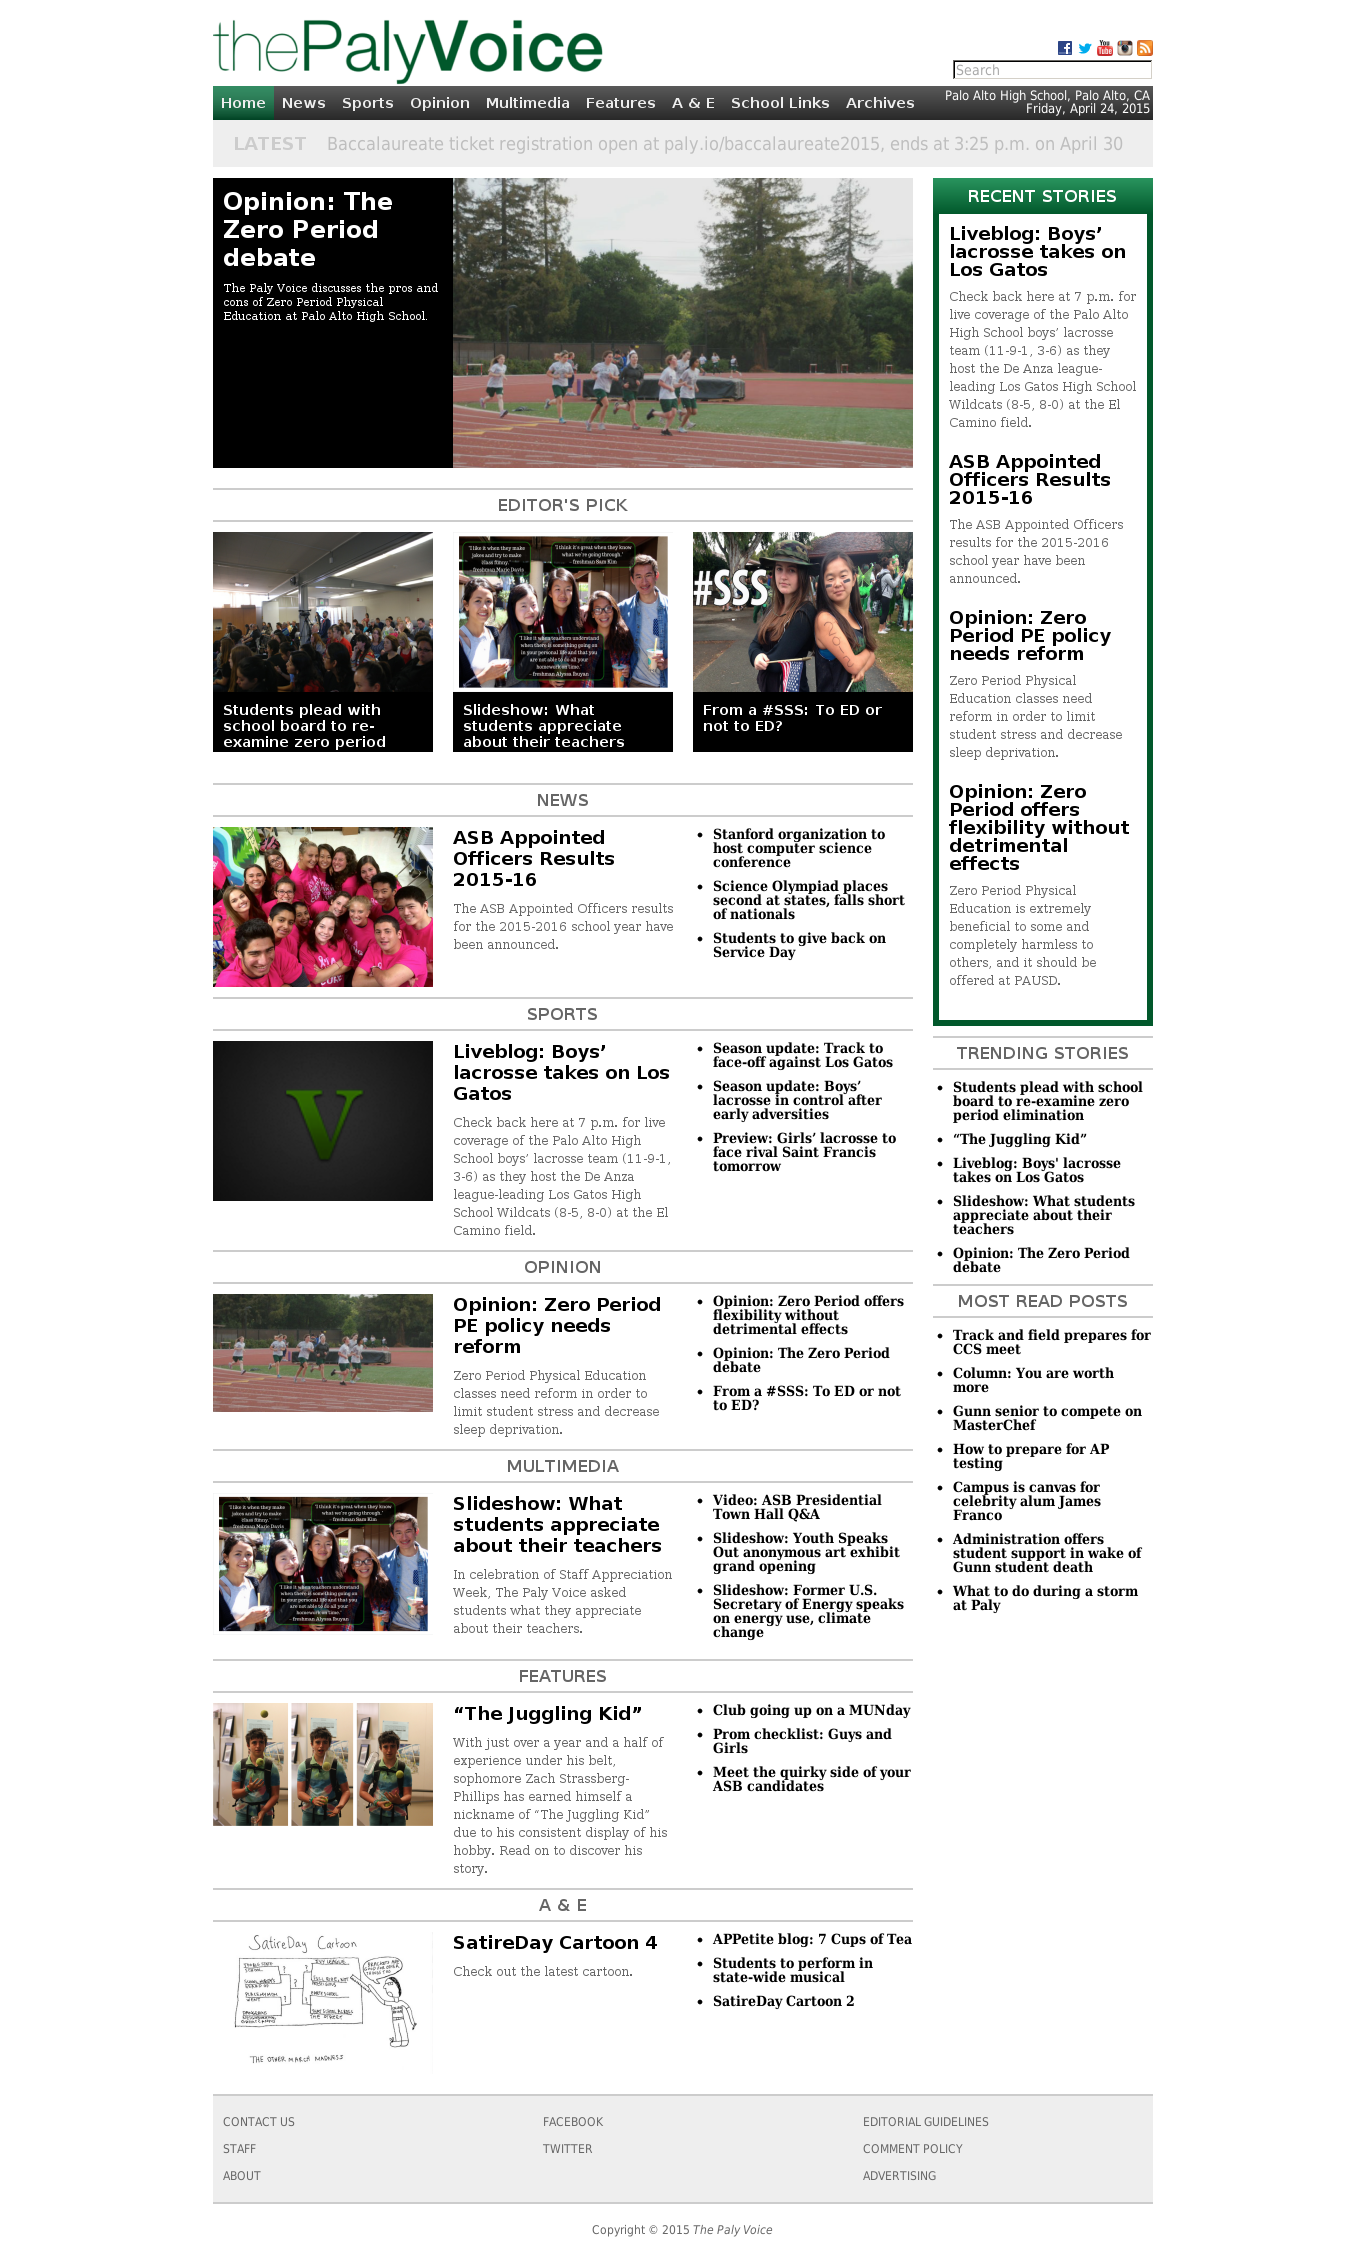 thePalyVoice
Search
Home News Sports Opinion Multimedia Features A & E School Links Archives
Palo Alto High School, Palo Alto, CA
Friday, April 24, 2015
LATEST Baccalaureate ticket registration open at paly.io/baccalaureate2015, ends at 3:25 p.m. on April 30
Opinion: The
Zero Period
debate
The Paly Voice discusses the pros and
cons of Zero Period Physical
Education at Palo Alto High School.
EDITOR'S PICK
#SSS
Students plead with
school board to re-
examine zero period
Slideshow: What
students appreciate
about their teachers
From a #SSS: To ED or
not to ED?
NEWS
ASB Appointed
Officers Results
2015-16
The ASB Appointed Officers results
for the 2015-2016 school year have
been announced.
Stanford organization to
host computer science
conference
Science Olympiad places
second at states, falls short
of nationals
Students to give back on
Service Day
SPORTS
V
Liveblog: Boys’
lacrosse takes on Los
Gatos
Check back here at 7 p.m. for live
coverage of the Palo Alto High
School boys’ lacrosse team (11-9-1,
3-6) as they host the De Anza
league-leading Los Gatos High
School Wildcats (8-5, 8-0) at the El
Camino field.
Season update: Track to
face-off against Los Gatos
Season update: Boys’
lacrosse in control after
early adversities
Preview: Girls’ lacrosse to
face rival Saint Francis
tomorrow
OPINION
Opinion: Zero Period
PE policy needs
reform
Zero Period Physical Education
classes need reform in order to
limit student stress and decrease
sleep deprivation.
Opinion: Zero Period offers
flexibility without
detrimental effects
Opinion: The Zero Period
debate
From a #SSS: To ED or not
to ED?
MULTIMEDIA
Slideshow: What
students appreciate
about their teachers
In celebration of Staff Appreciation
Week, The Paly Voice asked
students what they appreciate
about their teachers.
Video: ASB Presidential
Town Hall Q&A
Slideshow: Youth Speaks
Out anonymous art exhibit
grand opening
Slideshow: Former U.S.
Secretary of Energy speaks
on energy use, climate
change
FEATURES
“The Juggling Kid”
With just over a year and a half of
experience under his belt,
sophomore Zach Strassberg-
Phillips has earned himself a
nickname of “The Juggling Kid”
due to his consistent display of his
hobby. Read on to discover his
story.
Club going up on a MUNday
Prom checklist: Guys and
Girls
Meet the quirky side of your
ASB candidates
A & E
SatireDay Cartoon
THE OTHER MARCH MADNESS
SatireDay Cartoon 4
Check out the latest cartoon.
APPetite blog: 7 Cups of Tea
Students to perform in
state-wide musical
SatireDay Cartoon 2
RECENT STORIES
Liveblog: Boys’
lacrosse takes on
Los Gatos
Check back here at 7 p.m. for
live coverage of the Palo Alto
High School boys’ lacrosse
team (11-9-1, 3-6) as they
host the De Anza league-
leading Los Gatos High School
Wildcats (8-5, 8-0) at the El
Camino field.
ASB Appointed
Officers Results
2015-16
The ASB Appointed Officers
results for the 2015-2016
school year have been
announced.
Opinion: Zero
Period PE policy
needs reform
Zero Period Physical
Education classes need
reform in order to limit
student stress and decrease
sleep deprivation.
Opinion: Zero
Period offers
flexibility without
detrimental
effects
Zero Period Physical
Education is extremely
beneficial to some and
completely harmless to
others, and it should be
offered at PAUSD.
TRENDING STORIES
Students plead with school
board to re-examine zero
period elimination
“The Juggling Kid”
Liveblog: Boys' lacrosse
takes on Los Gatos
Slideshow: What students
appreciate about their
teachers
Opinion: The Zero Period
debate
MOST READ POSTS
Track and field prepares for
CCS meet
Column: You are worth
more
Gunn senior to compete on
MasterChef
How to prepare for AP
testing
Campus is canvas for
celebrity alum James
Franco
Administration offers
student support in wake of
Gunn student death
What to do during a storm
at Paly
CONTACT US
STAFF
ABOUT
FACEBOOK
TWITTER
EDITORIAL GUIDELINES
COMMENT POLICY
ADVERTISING
Copyright © 2015 The Paly Voice